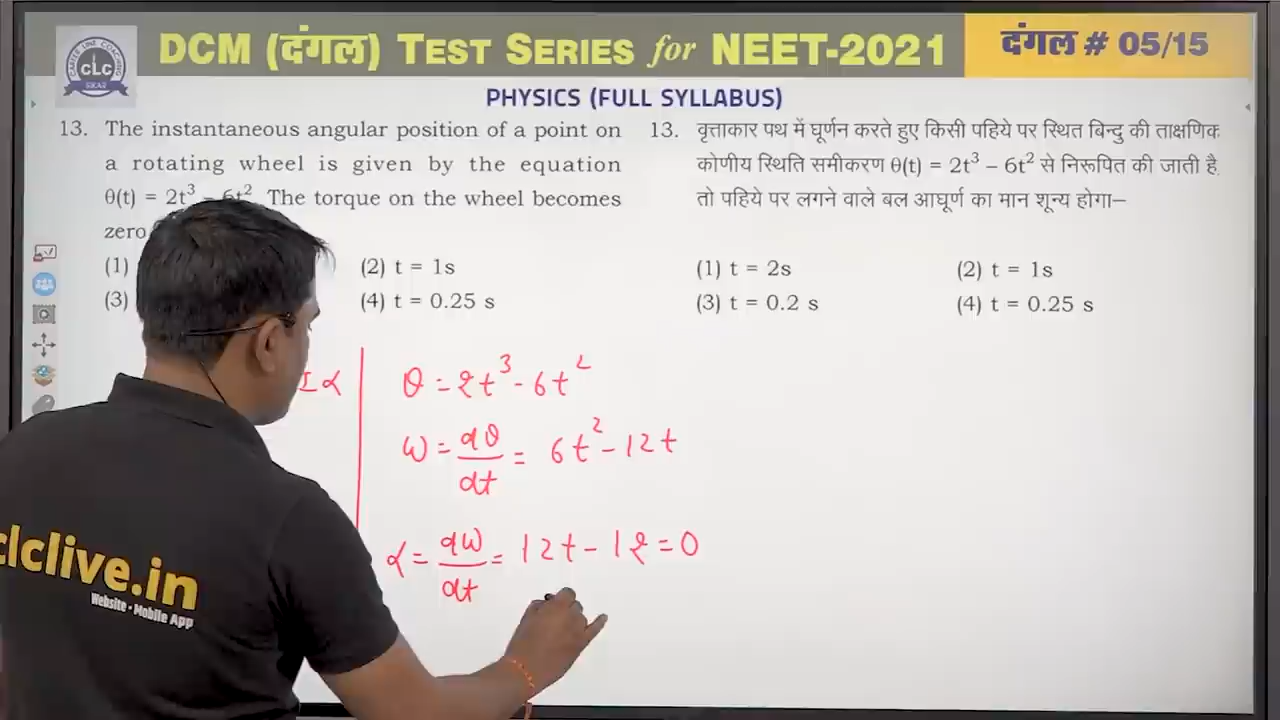 DCM (दंगल) TEST SERIES for NEET-2021
दंगल # 05/15
CLC
SIKAR
PHYSICS (FULL SYLLABUS)
13. The instantaneous angular position of a point on
a rotating wheel is given by the equation
θ(t) = 2t³ – 6t². The torque on the wheel becomes
zero
(1) (2) t = 1s
(3) (4) t = 0.25 s
13. वृत्ताकार पथ में घूर्णन करते हुए किसी पहिये पर स्थित बिन्दु की ताक्षणिक
कोणीय स्थिति समीकरण θ(t) = 2t³ – 6t² से निरूपित की जाती है
तो पहिये पर लगने वाले बल आघूर्ण का मान शून्य होगा–
(1) t = 2s (2) t = 1s
(3) t = 0.2 s (4) t = 0.25 s
Iα
θ = 2t³ - 6t²
ω = dθ/dt = 6t² - 12t
α = dω/dt = 12t - 12 = 0
clclive.in
Website • Mobile App